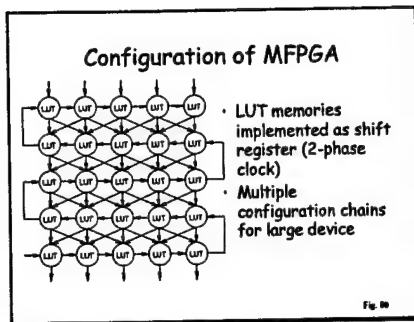 Configuration of MFPGA
LUT LUT LUT LUT LUT
LUT LUT LUT LUT LUT
LUT LUT LUT LUT LUT
LUT LUT LUT LUT LUT
LUT LUT LUT LUT LUT
• LUT memories
implemented as shift
register (2-phase
clock)
• Multiple
configuration chains
for large device
Fig.